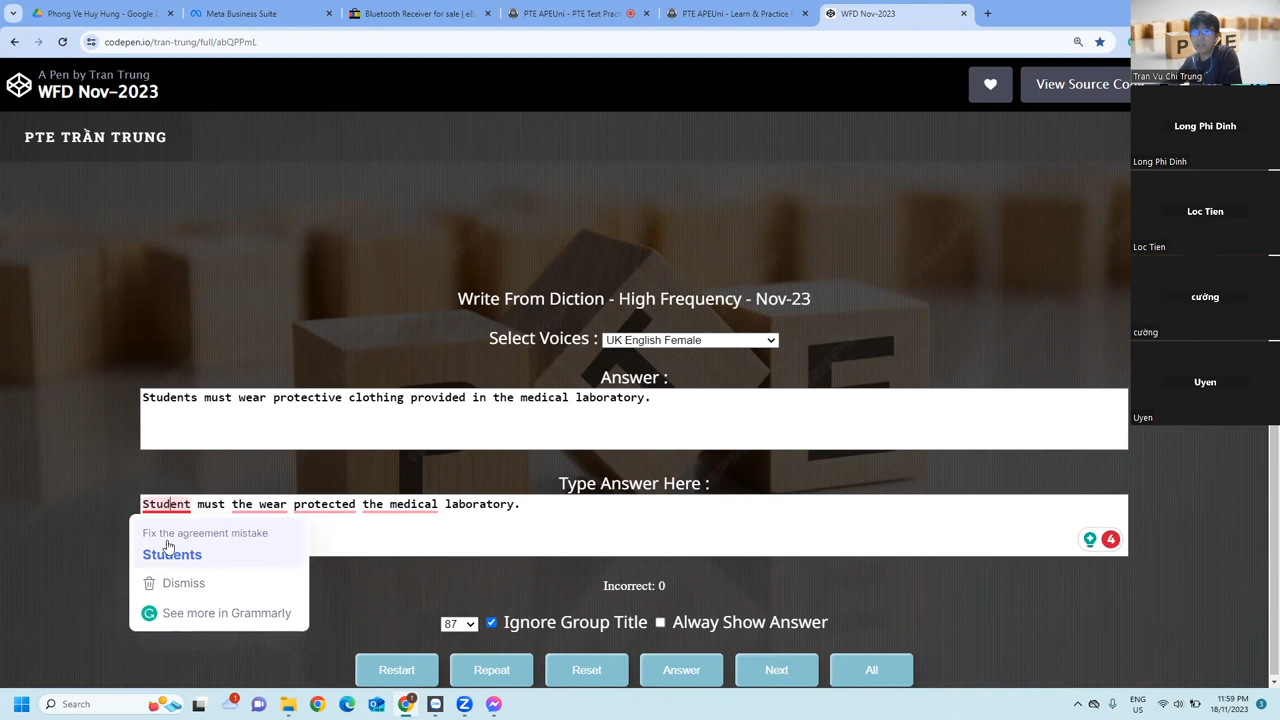 Phong Ve Huy Hung - Google D
Meta Business Suite
Bluetooth Receiver for sale | eB
PTE APEUni - PTE Test Pract
PTE APEUni - Learn & Practice P
WFD Nov-2023
codepen.io/tran-trung/full/abQPPmL
A Pen by Tran Trung
WFD Nov-2023
View Source Co
Tran Vu Chi Trung
PTE TRẦN TRUNG
Long Phi Dinh
Long Phi Dinh
Loc Tien
Loc Tien
cường
cường
Uyen
Uyen
Write From Diction - High Frequency - Nov-23
Select Voices : UK English Female
Answer :
Students must wear protective clothing provided in the medical laboratory.
Type Answer Here :
Student must the wear protected the medical laboratory.
4
Fix the agreement mistake
Students
Dismiss
See more in Grammarly
Incorrect: 0
87 Ignore Group Title Alway Show Answer
Restart Repeat Reset Answer Next All
Search
ENG
US
11:59 PM
18/11/2023